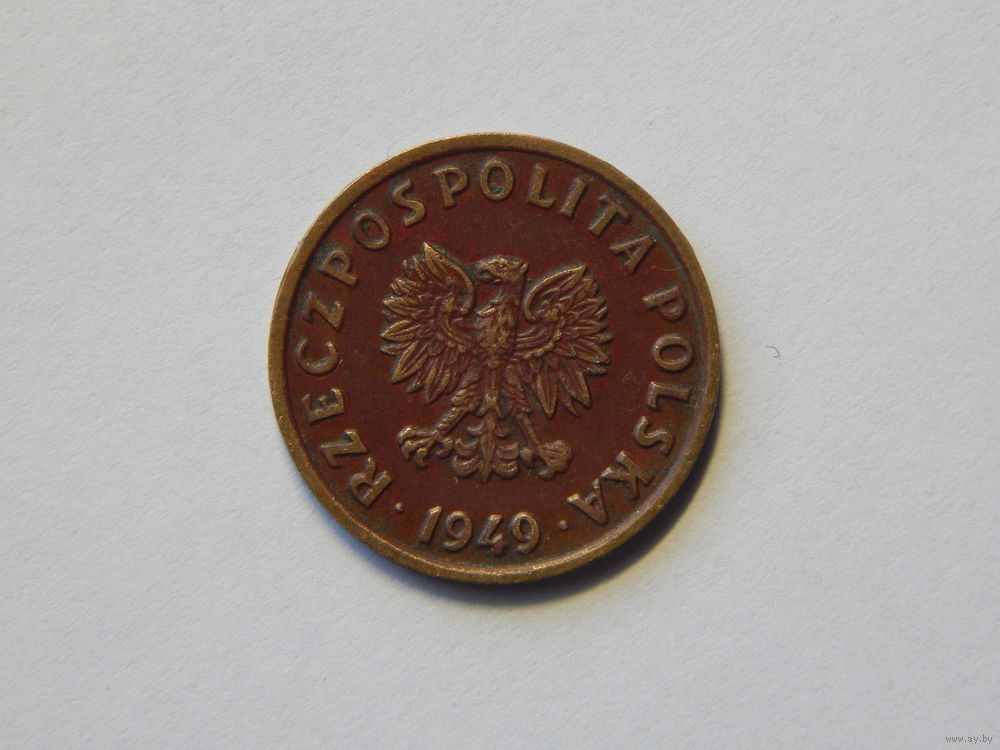 · RZECZPOSPOLITA POLSKA ·
1949
www.ay.by